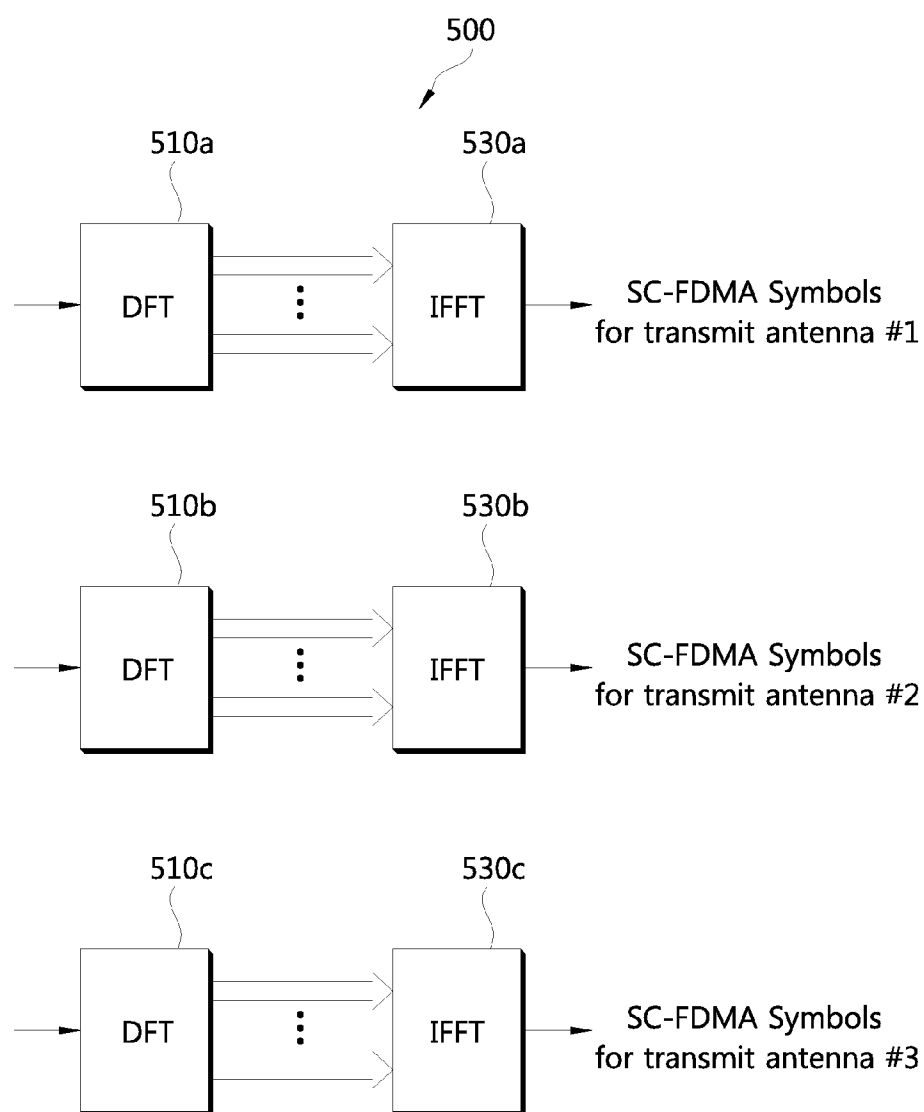 500
510a
530a
DFT
IFFT
SC-FDMA Symbols
for transmit antenna #1
510b
530b
DFT
IFFT
SC-FDMA Symbols
for transmit antenna #2
510c
530c
DFT
IFFT
SC-FDMA Symbols
for transmit antenna #3